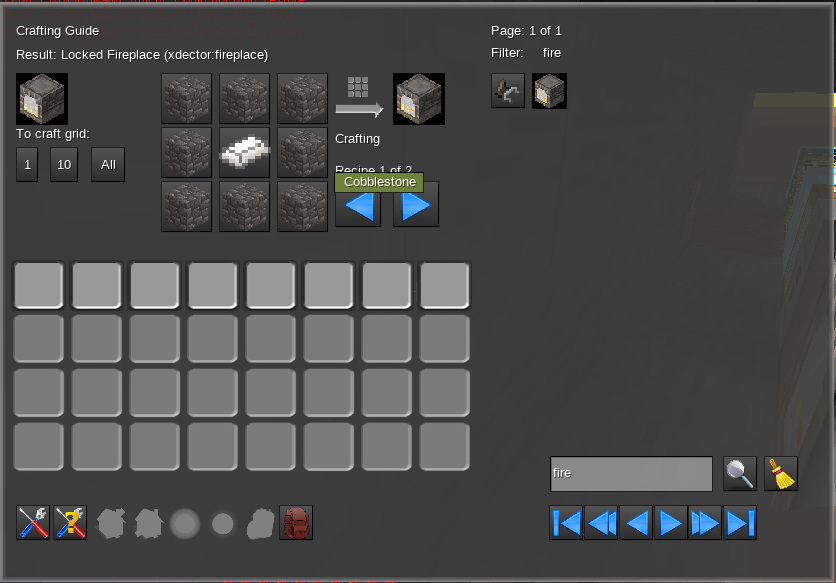 Crafting Guide
Result: Locked Fireplace (xdector:fireplace)
To craft grid:
1 10 All
Crafting
Recipe 1 of 2
Cobblestone
Page: 1 of 1
Filter: fire
fire